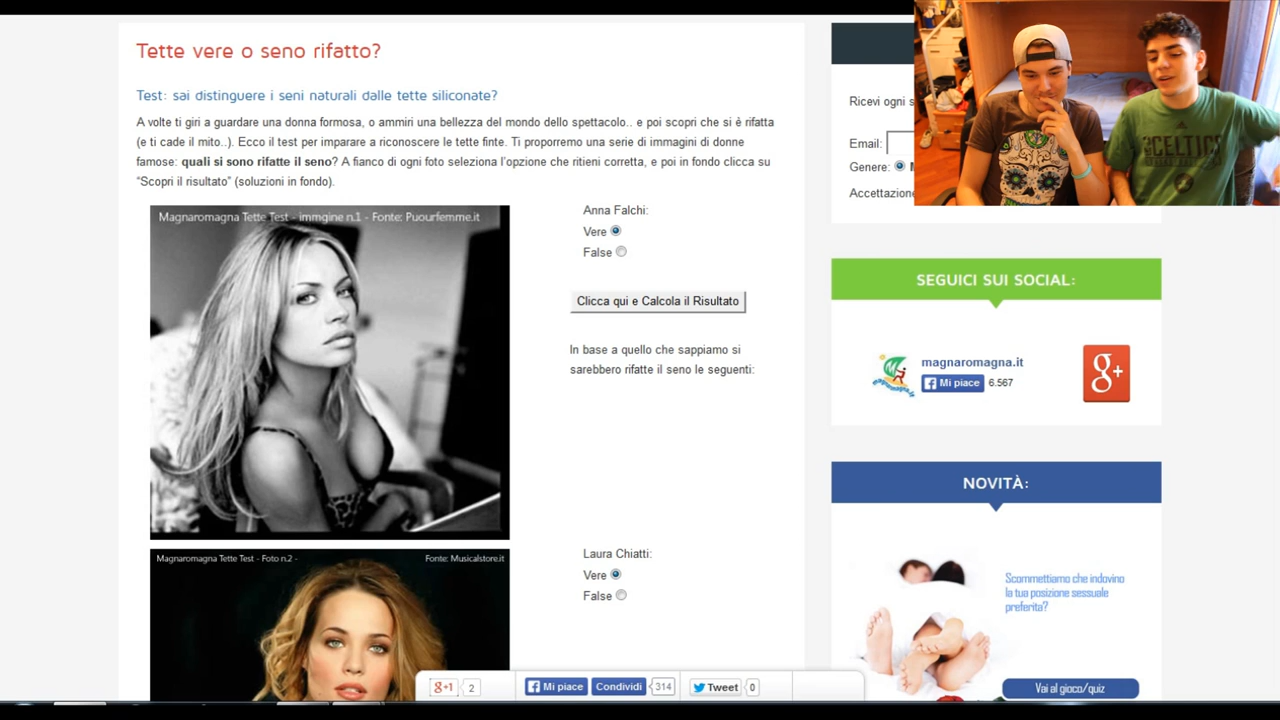 Tette vere o seno rifatto?
Test: sai distinguere i seni naturali dalle tette siliconate?
A volte ti giri a guardare una donna formosa, o ammiri una bellezza del mondo dello spettacolo.. e poi scopri che si è rifatta
(e ti cade il mito..). Ecco il test per imparare a riconoscere le tette finte. Ti proporremo una serie di immagini di donne
famose: quali si sono rifatte il seno? A fianco di ogni foto seleziona l'opzione che ritieni corretta, e poi in fondo clicca su
"Scopri il risultato" (soluzioni in fondo).
Magnaromagna Tette Test - immgine n.1 - Fonte: Puourfemme.it
Anna Falchi:
Vere
False
Clicca qui e Calcola il Risultato
In base a quello che sappiamo si
sarebbero rifatte il seno le seguenti:
Magnaromagna Tette Test - Foto n.2 - Fonte: Musicalstore.it
Laura Chiatti:
Vere
False
g+1 2
Mi piace Condividi 314
Tweet 0
Ricevi ogni s
Email:
Genere:
Accettazione
CELTICS
SEGUICI SUI SOCIAL:
magnaromagna.it
Mi piace 6.567
g+
NOVITÀ:
Scommettiamo che indovino
la tua posizione sessuale
preferita?
Vai al gioco/quiz